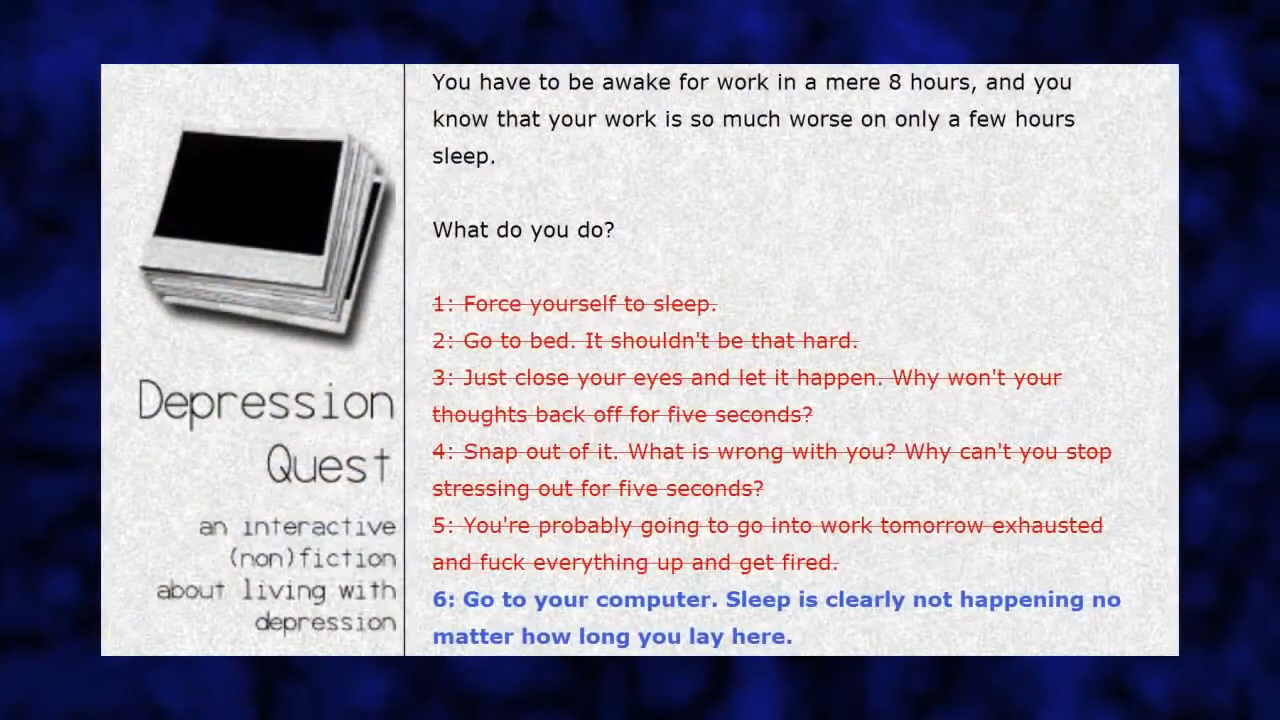 You have to be awake for work in a mere 8 hours, and you
know that your work is so much worse on only a few hours
sleep.
What do you do?
1: Force yourself to sleep.
2: Go to bed. It shouldn't be that hard.
3: Just close your eyes and let it happen. Why won't your
thoughts back off for five seconds?
4: Snap out of it. What is wrong with you? Why can't you stop
stressing out for five seconds?
5: You're probably going to go into work tomorrow exhausted
and fuck everything up and get fired.
6: Go to your computer. Sleep is clearly not happening no
matter how long you lay here.
Depression
Quest
an interactive
(non)fiction
about living with
depression